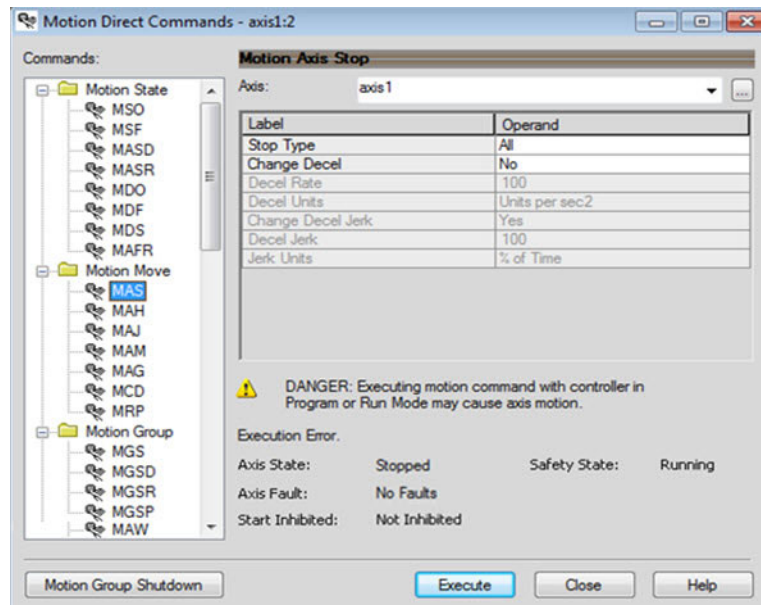 Motion Direct Commands - axis1:2
Commands:
Motion State
MSO
MSF
MASD
MASR
MDO
MDF
MDS
MAFR
Motion Move
MAS
MAH
MAJ
MAM
MAG
MCD
MRP
Motion Group
MGS
MGSD
MGSR
MGSP
MAW
Motion Axis Stop
Axis: axis1 ...
Label Operand
Stop Type All
Change Decel No
Decel Rate 100
Decel Units Units per sec2
Change Decel Jerk Yes
Decel Jerk 100
Jerk Units % of Time
DANGER: Executing motion command with controller in
Program or Run Mode may cause axis motion.
Execution Error.
Axis State: Stopped Safety State: Running
Axis Fault: No Faults
Start Inhibited: Not Inhibited
Motion Group Shutdown Execute Close Help